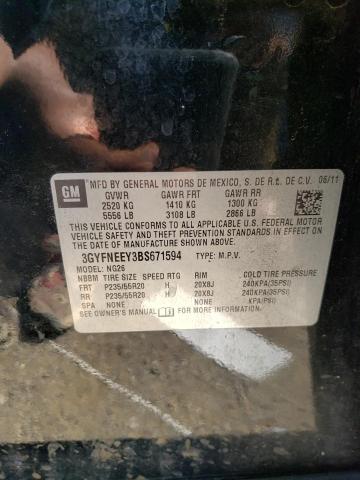 GM
MFD BY GENERAL MOTORS DE MEXICO, S. DE R.L. DE C.V. 06/11
GVWR GAWR FRT GAWR RR
2520 KG 1410 KG 1300 KG
5556 LB 3108 LB 2866 LB
THIS VEHICLE CONFORMS TO ALL APPLICABLE U.S. FEDERAL MOTOR
VEHICLE SAFETY AND THEFT PREVENTION STANDARDS IN EFFECT ON
THE DATE OF MANUFACTURE SHOWN ABOVE.
3GYFNEEY3BS671594 TYPE: M.P.V.
MODEL: NG26
NBBM TIRE SIZE SPEED RTG RIM COLD TIRE PRESSURE
FRT P235/55R20 H 20X8J 240KPA(35PSI)
RR P235/55R20 H 20X8J 240KPA(35PSI)
SPA NONE NONE KPA(PSI)
SEE OWNER'S MANUAL FOR MORE INFORMATION.